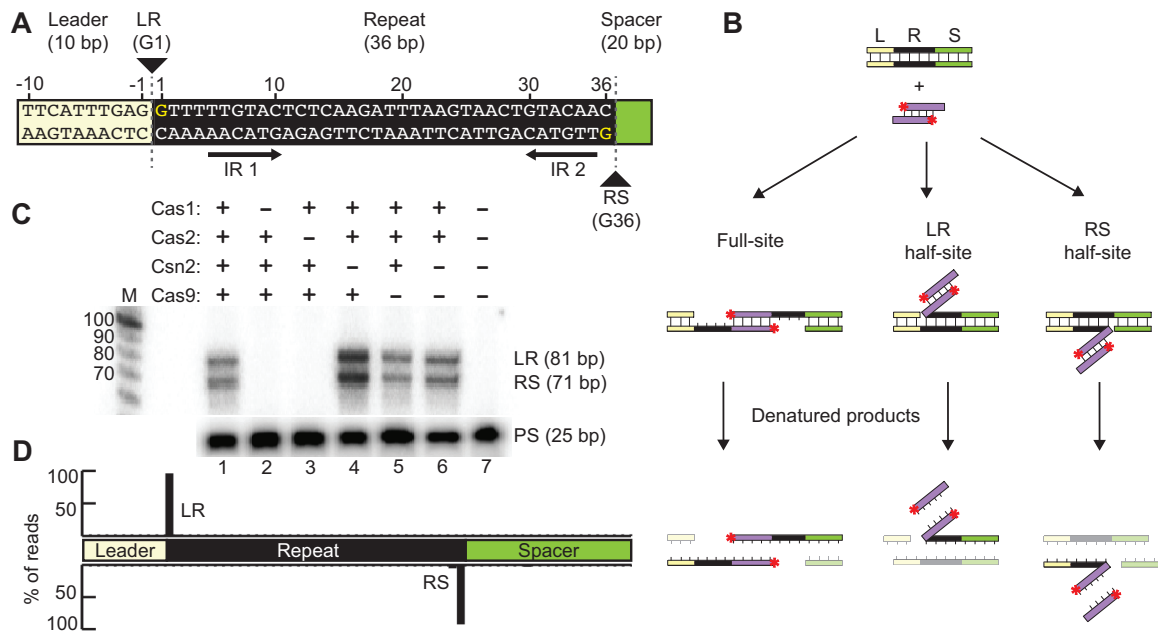 A
Leader
(10 bp)
LR
(G1)
Repeat
(36 bp)
Spacer
(20 bp)
-10 -1 1 10 20 30 36
TTCATTTGAG GTTTTTGTACTCTCAAGATTTAAGTAACTGTACAAC
AAGTAAACTC CAAAAACATGAGAGTTCTAAATTCATTGACATGTTG
IR 1 IR 2
RS
(G36)
B
L R S
+
Full-site
LR
half-site
RS
half-site
Denatured products
C
Cas1: + – + + + + –
Cas2: + + – + + + –
Csn2: + + + – + – –
Cas9: + + + + – – –
M
100
90
80
70
LR (81 bp)
RS (71 bp)
PS (25 bp)
1 2 3 4 5 6 7
D
% of reads
100
50
LR
Leader Repeat Spacer
RS
50
100